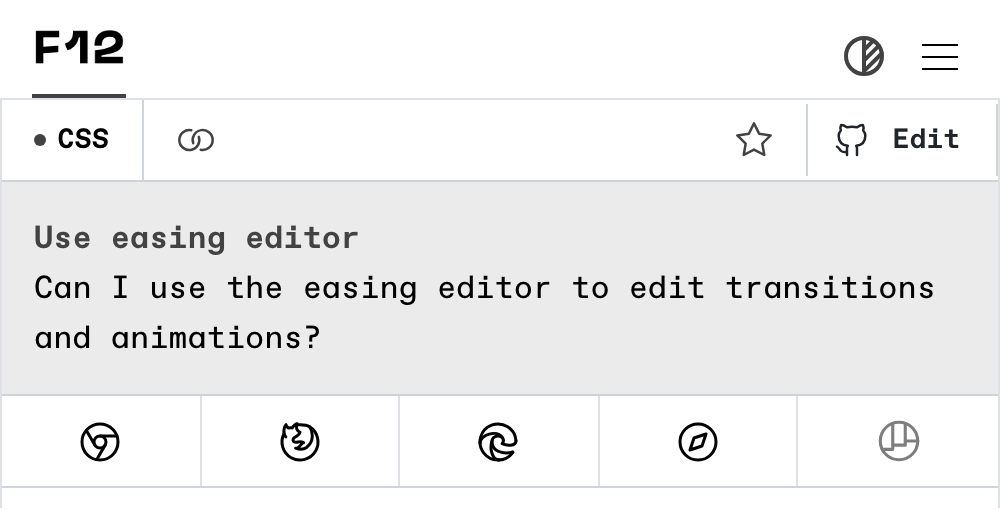 F12
CSS
Edit
Use easing editor
Can I use the easing editor to edit transitions
and animations?